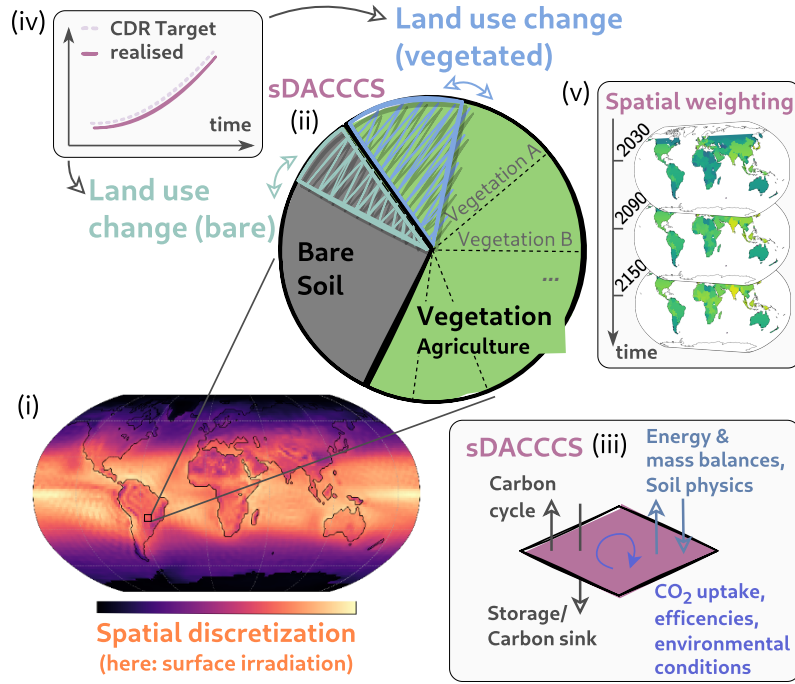 (iv)
CDR Target
realised
time
Land use change
(vegetated)
sDACCCS
(ii)
Land use
change (bare)
Vegetation A
Vegetation B
...
Bare
Soil
Vegetation
Agriculture
(v)
Spatial weighting
2030
2090
2150
time
(i)
Spatial discretization
(here: surface irradiation)
sDACCCS
(iii)
Energy &
mass balances,
Soil physics
Carbon
cycle
Storage/
Carbon sink
CO2 uptake,
efficencies,
environmental
conditions